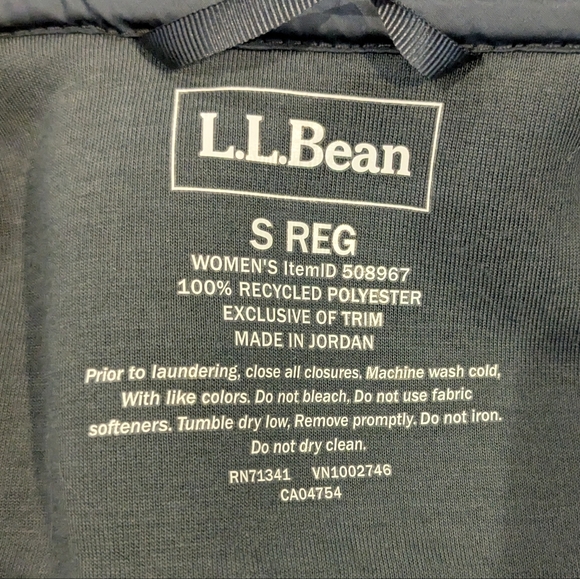 L.L.Bean
S REG
WOMEN'S ItemID 508967
100% RECYCLED POLYESTER
EXCLUSIVE OF TRIM
MADE IN JORDAN
Prior to laundering, close all closures. Machine wash cold,
With like colors. Do not bleach. Do not use fabric
softeners. Tumble dry low, Remove promptly. Do not iron.
Do not dry clean.
RN71341 VN1002746
CA04754